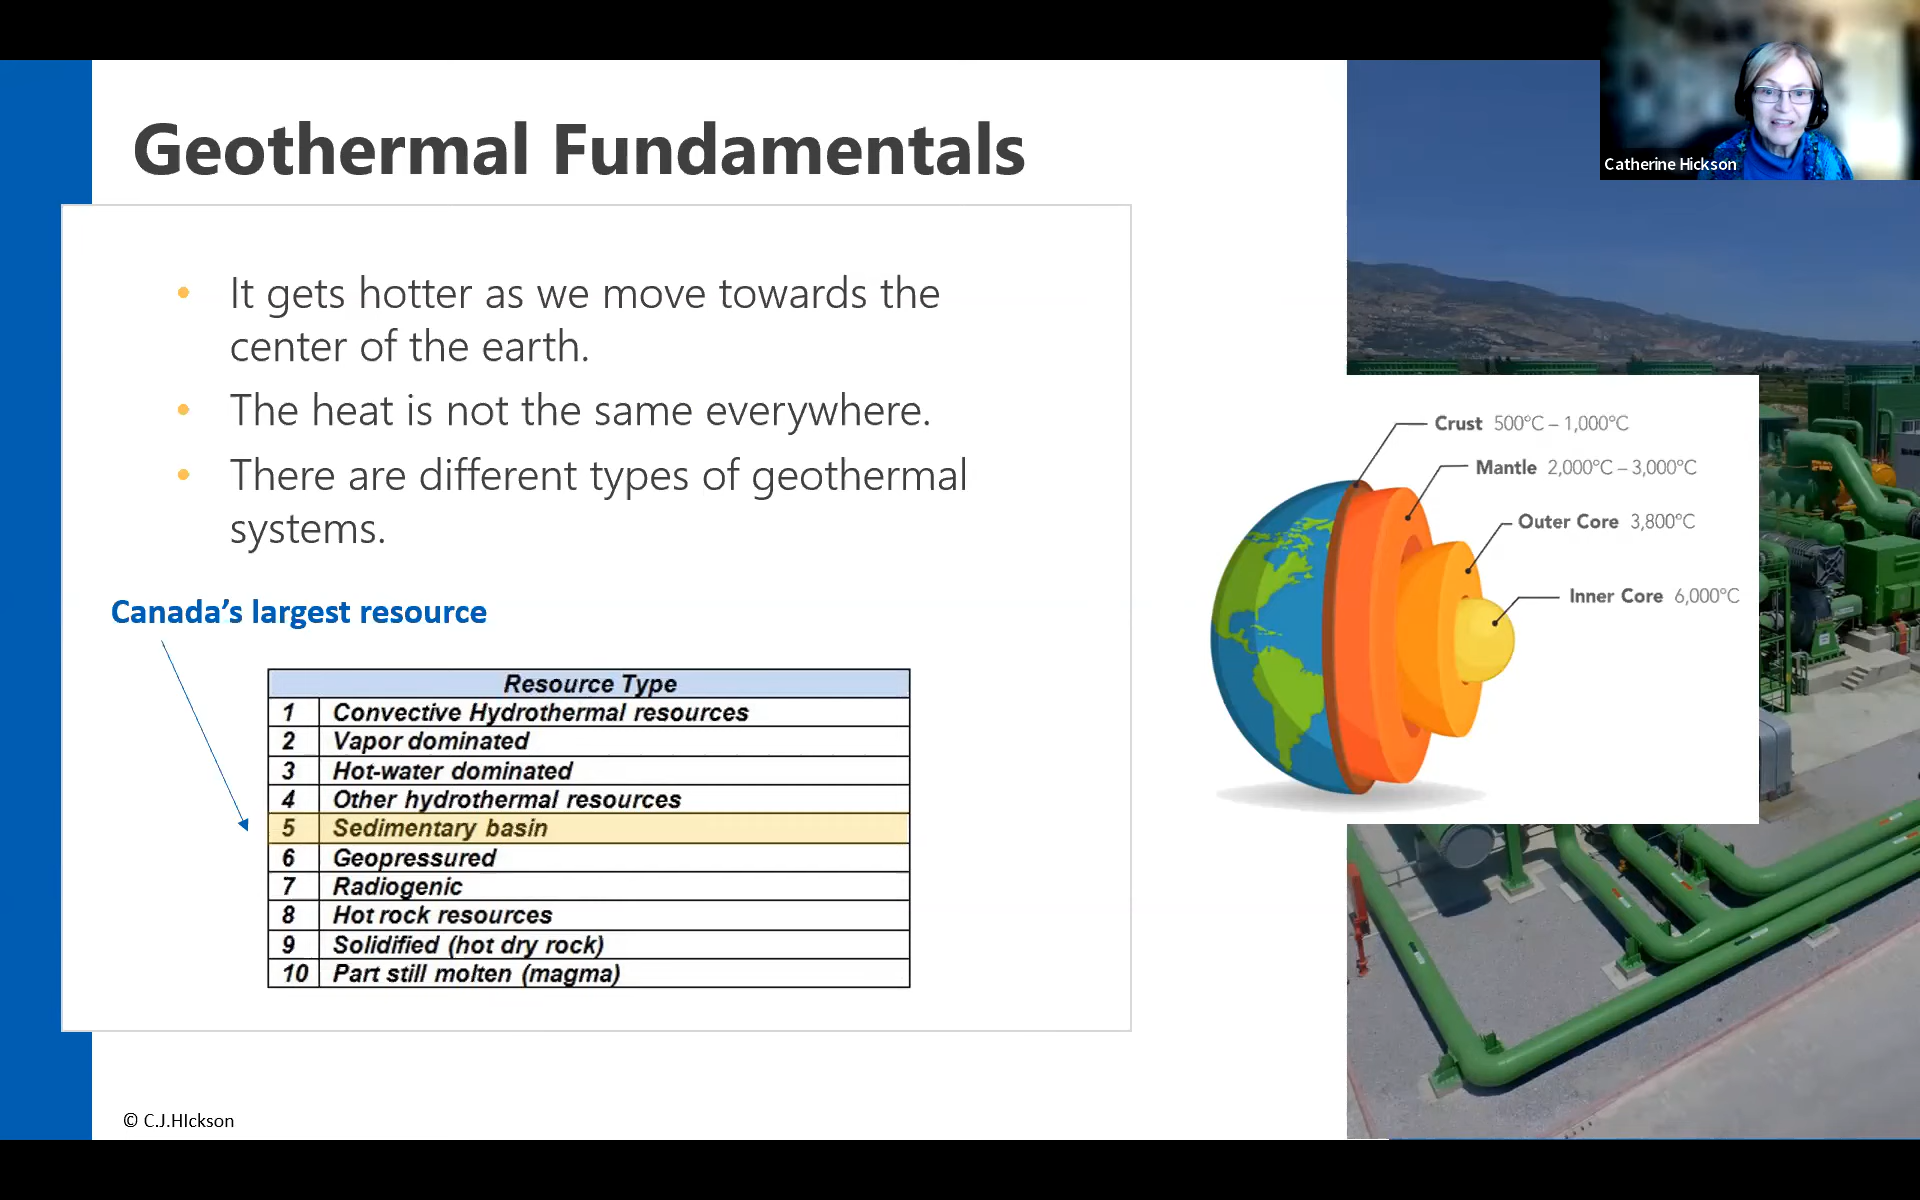 Catherine Hickson
Geothermal Fundamentals
• It gets hotter as we move towards the
center of the earth.
• The heat is not the same everywhere.
• There are different types of geothermal
systems.
Canada's largest resource
Resource Type
1 Convective Hydrothermal resources
2 Vapor dominated
3 Hot-water dominated
4 Other hydrothermal resources
5 Sedimentary basin
6 Geopressured
7 Radiogenic
8 Hot rock resources
9 Solidified (hot dry rock)
10 Part still molten (magma)
Crust 500°C – 1,000°C
Mantle 2,000°C – 3,000°C
Outer Core 3,800°C
Inner Core 6,000°C
© C.J.HIckson